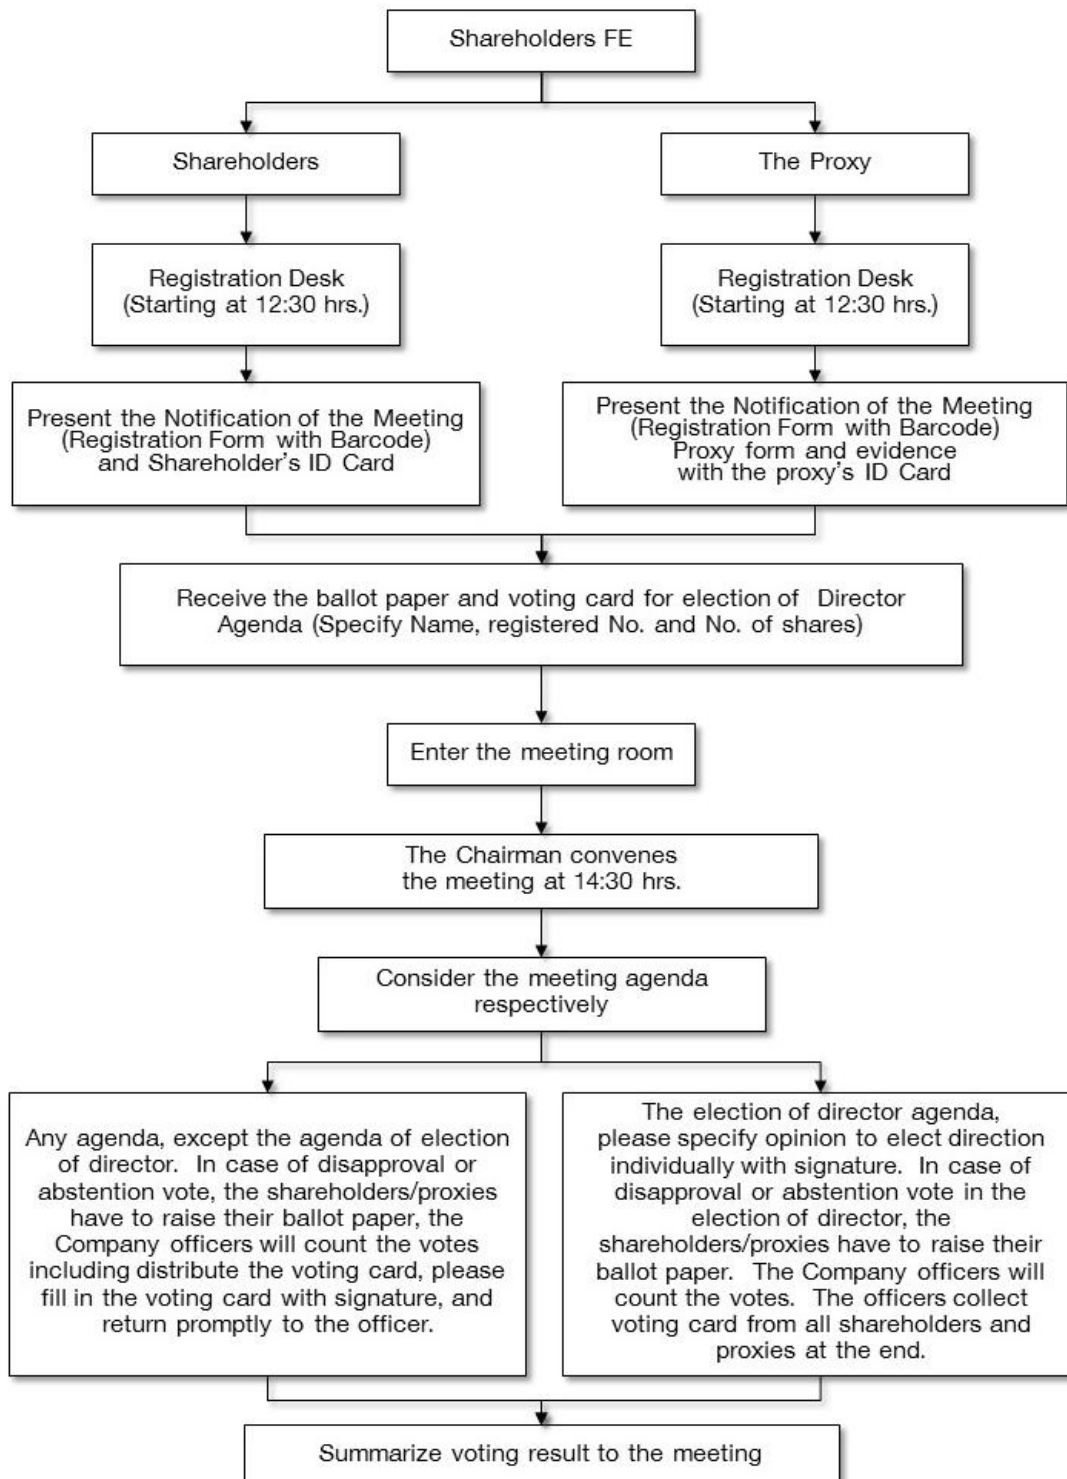 Shareholders FE
Shareholders
The Proxy
Registration Desk
(Starting at 12:30 hrs.)
Registration Desk
(Starting at 12:30 hrs.)
Present the Notification of the Meeting
(Registration Form with Barcode)
and Shareholder's ID Card
Present the Notification of the Meeting
(Registration Form with Barcode)
Proxy form and evidence
with the proxy's ID Card
Receive the ballot paper and voting card for election of Director
Agenda (Specify Name, registered No. and No. of shares)
Enter the meeting room
The Chairman convenes
the meeting at 14:30 hrs.
Consider the meeting agenda
respectively
Any agenda, except the agenda of election
of director. In case of disapproval or
abstention vote, the shareholders/proxies
have to raise their ballot paper, the
Company officers will count the votes
including distribute the voting card, please
fill in the voting card with signature, and
return promptly to the officer.
The election of director agenda,
please specify opinion to elect direction
individually with signature. In case of
disapproval or abstention vote in the
election of director, the
shareholders/proxies have to raise their
ballot paper. The Company officers will
count the votes. The officers collect
voting card from all shareholders and
proxies at the end.
Summarize voting result to the meeting